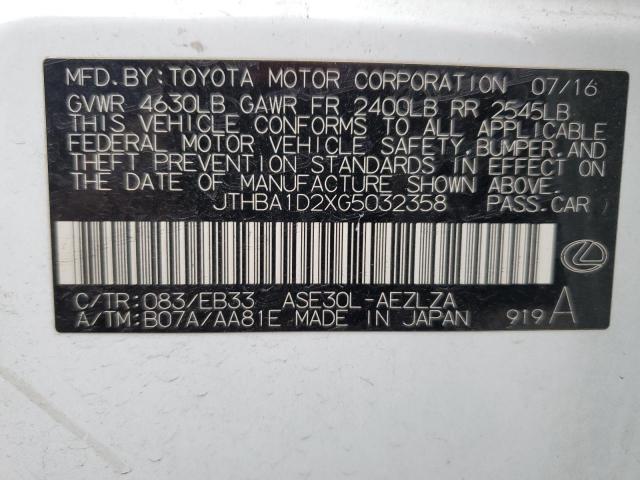 MFD.BY:TOYOTA MOTOR CORPORATION 07/16
GVWR 4630LB GAWR FR 2400LB RR 2545LB
THIS VEHICLE CONFORMS TO ALL APPLICABLE
FEDERAL MOTOR VEHICLE SAFETY,BUMPER,AND
THEFT PREVENTION STANDARDS IN EFFECT ON
THE DATE OF MANUFACTURE SHOWN ABOVE.
JTHBA1D2XG5032358 PASS.CAR
C/TR:083/EB33 ASE30L-AEZLZA
A/TM:B07A/AA81E MADE IN JAPAN 919 A